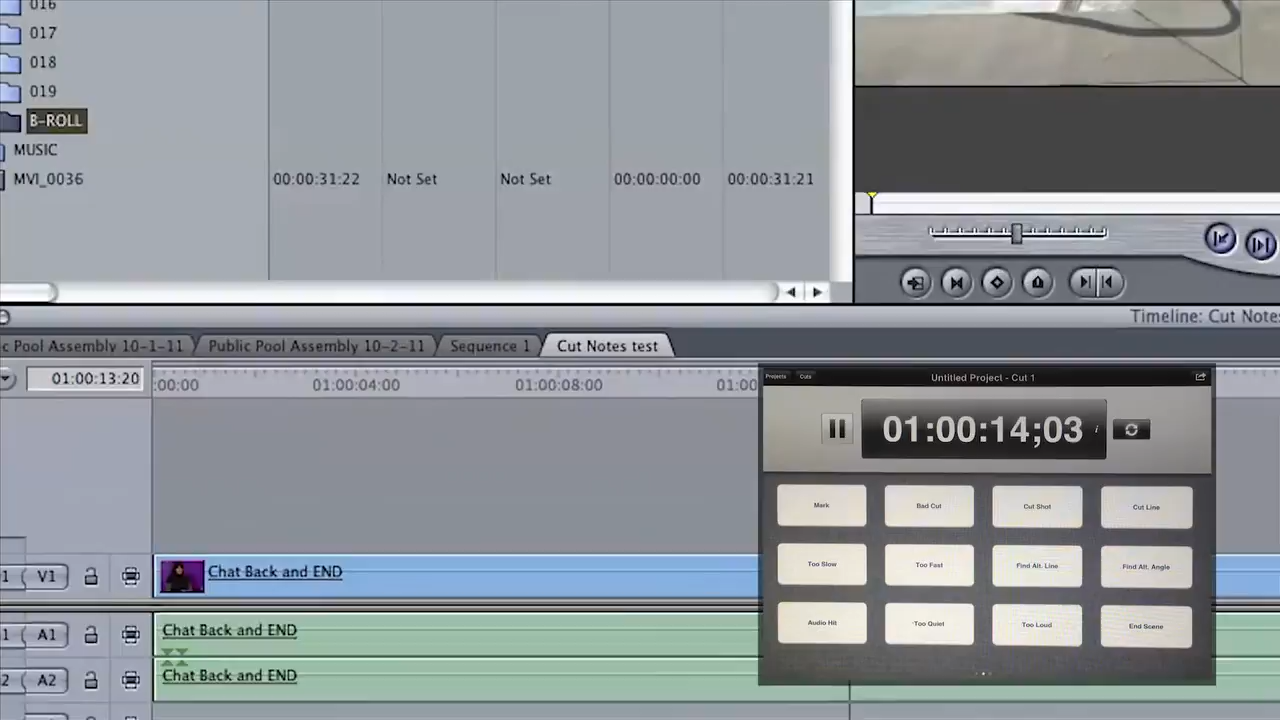 016
017
018
019
B-ROLL
MUSIC
MVI_0036 00:00:31:22 Not Set Not Set 00:00:00:00 00:00:31:21
Timeline: Cut Notes
c Pool Assembly 10-1-11 Public Pool Assembly 10-2-11 Sequence 1 Cut Notes test
01:00:13:20 :00:00 01:00:04:00 01:00:08:00 01:00
Projects Cuts Untitled Project - Cut 1
01:00:14;03 i
Mark Bad Cut Cut Shot Cut Line
Too Slow Too Fast Find Alt. Line Find Alt. Angle
Audio Hit Too Quiet Too Loud End Scene
1 V1 Chat Back and END
1 A1 Chat Back and END
2 A2 Chat Back and END